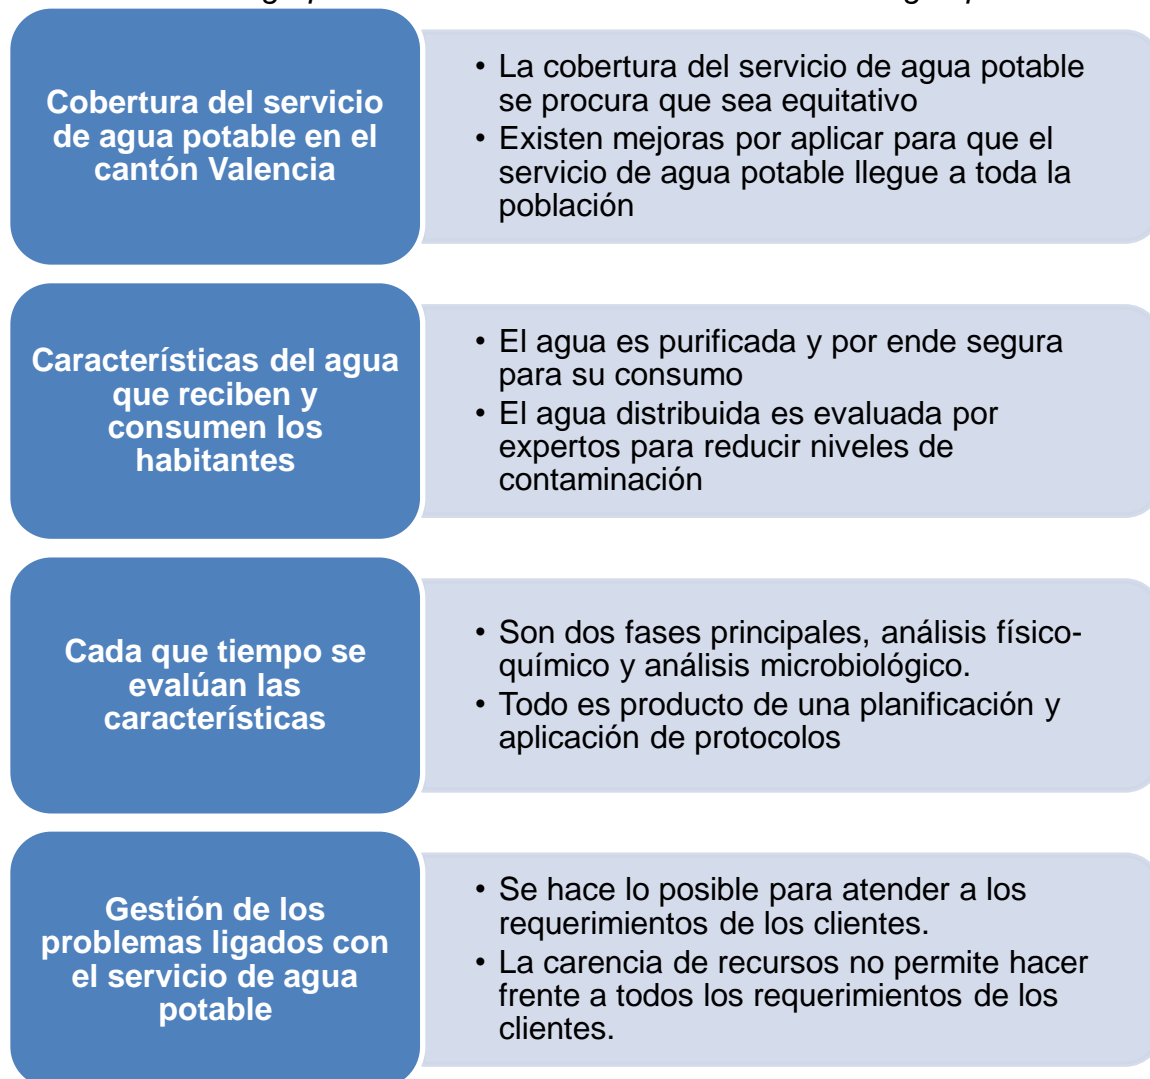 Cobertura del servicio
de agua potable en el
cantón Valencia
• La cobertura del servicio de agua potable
se procura que sea equitativo
• Existen mejoras por aplicar para que el
servicio de agua potable llegue a toda la
población
Características del agua
que reciben y
consumen los
habitantes
• El agua es purificada y por ende segura
para su consumo
• El agua distribuida es evaluada por
expertos para reducir niveles de
contaminación
Cada que tiempo se
evalúan las
características
• Son dos fases principales, análisis físico-
químico y análisis microbiológico.
• Todo es producto de una planificación y
aplicación de protocolos
Gestión de los
problemas ligados con
el servicio de agua
potable
• Se hace lo posible para atender a los
requerimientos de los clientes.
• La carencia de recursos no permite hacer
frente a todos los requerimientos de los
clientes.